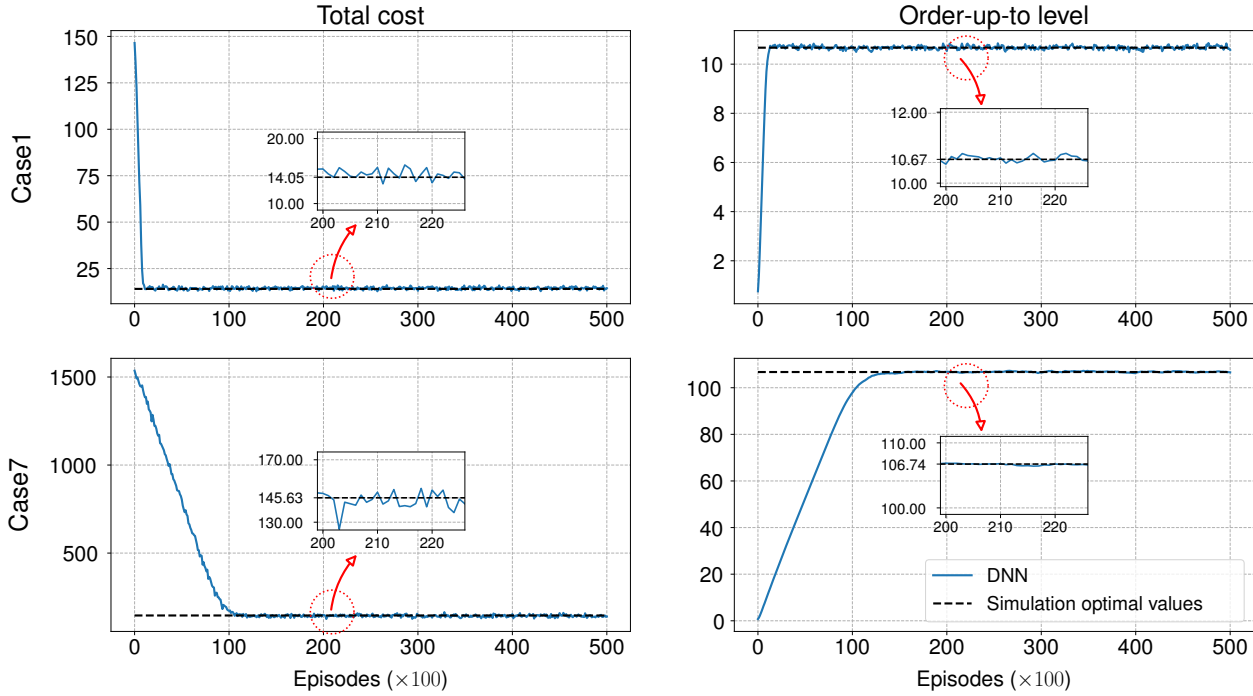 Total cost
Order-up-to level
Case1
150
125
100
75
50
25
0 100 200 300 400 500
20.00
14.05
10.00
200 210 220
10
8
6
4
2
0 100 200 300 400 500
12.00
10.67
10.00
200 210 220
Case7
1500
1000
500
0 100 200 300 400 500
170.00
145.63
130.00
200 210 220
Episodes (×100)
100
80
60
40
20
0
0 100 200 300 400 500
110.00
106.74
100.00
200 210 220
DNN
Simulation optimal values
Episodes (×100)